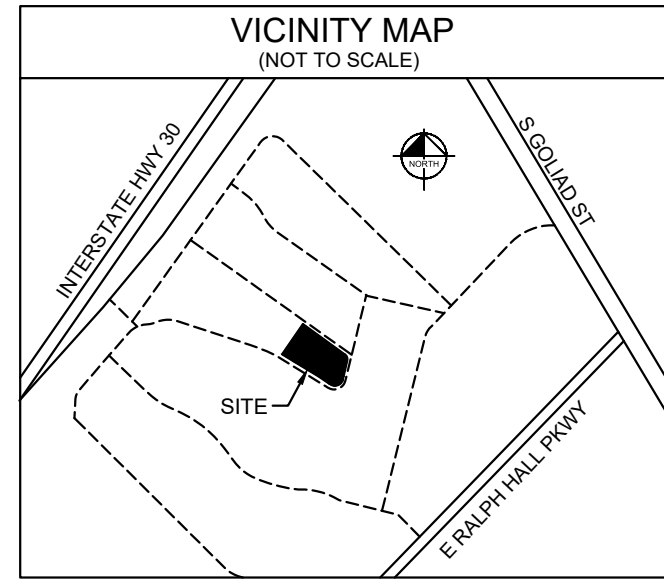 VICINITY MAP
(NOT TO SCALE)
INTERSTATE HWY 30
NORTH
S GOLIAD ST
SITE
E RALPH HALL PKWY